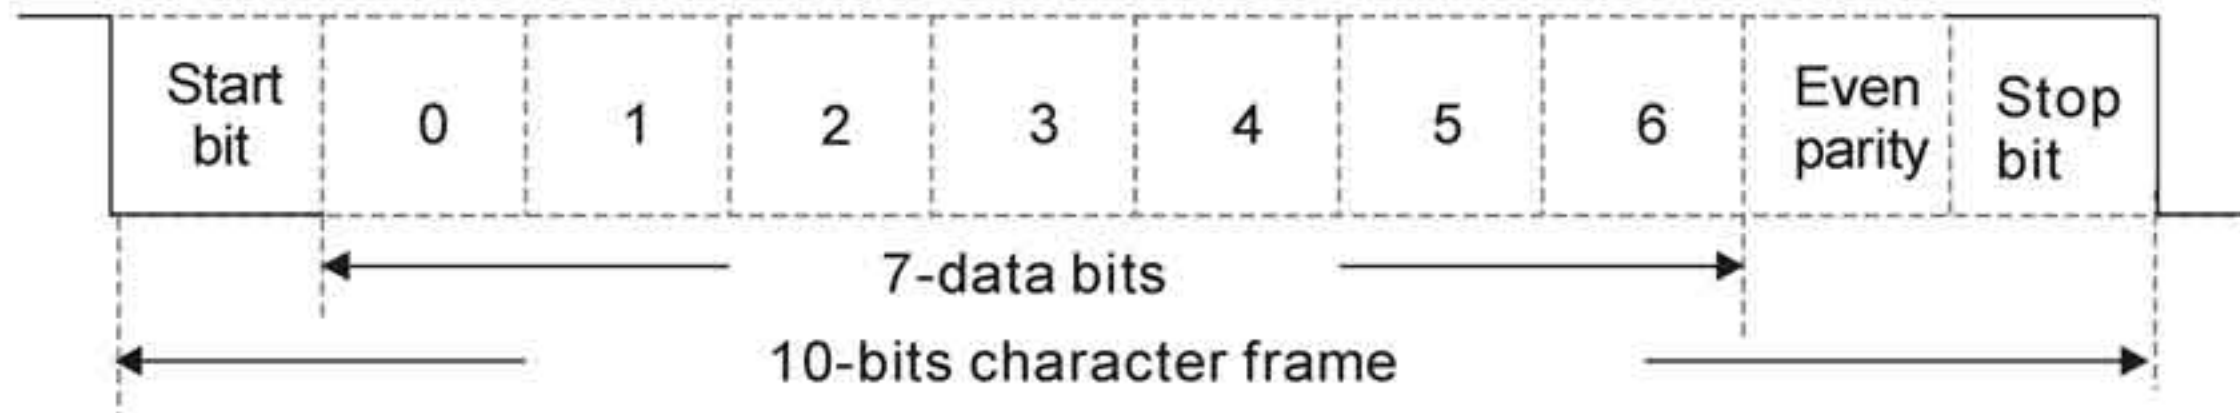 Start
bit
0
1
2
3
4
5
6
Even
parity
Stop
bit
7-data bits
10-bits character frame